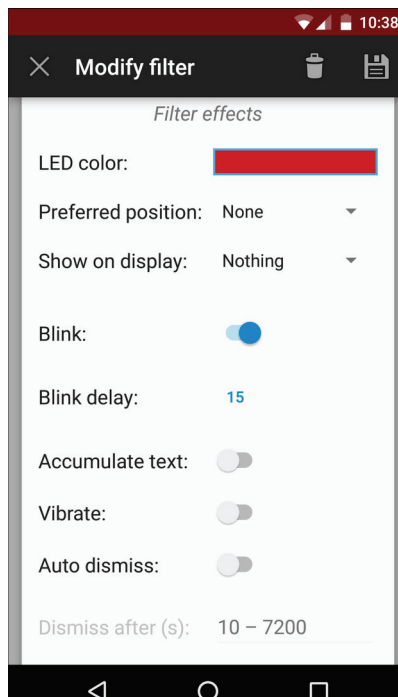 10:38
Modify filter
Filter effects
LED color:
Preferred position: None
Show on display: Nothing
Blink:
Blink delay: 15
Accumulate text:
Vibrate:
Auto dismiss:
Dismiss after (s): 10 – 7200